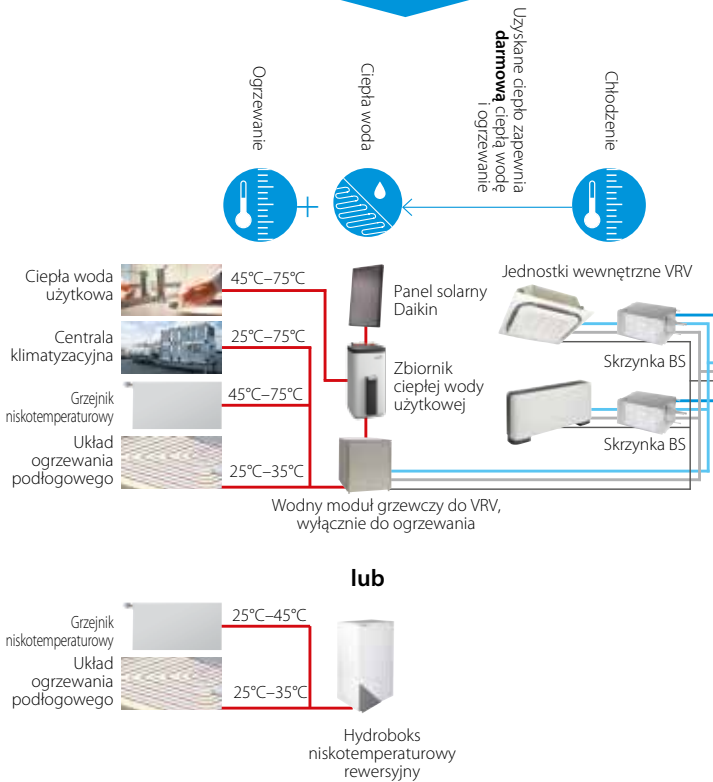 Ogrzewanie
Ciepła woda
Uzyskane ciepło zapewnia
darmową ciepłą wodę
i ogrzewanie
Chłodzenie
Ciepła woda
użytkowa
45°C–75°C
Centrala
klimatyzacyjna
25°C–75°C
Grzejnik
niskotemperaturowy
45°C–75°C
Układ
ogrzewania
podłogowego
25°C–35°C
Panel solarny
Daikin
Zbiornik
ciepłej wody
użytkowej
Wodny moduł grzewczy do VRV,
wyłącznie do ogrzewania
Jednostki wewnętrzne VRV
Skrzynka BS
Skrzynka BS
lub
Grzejnik
niskotemperaturowy
25°C–45°C
Układ
ogrzewania
podłogowego
25°C–35°C
Hydroboks
niskotemperaturowy
rewersyjny